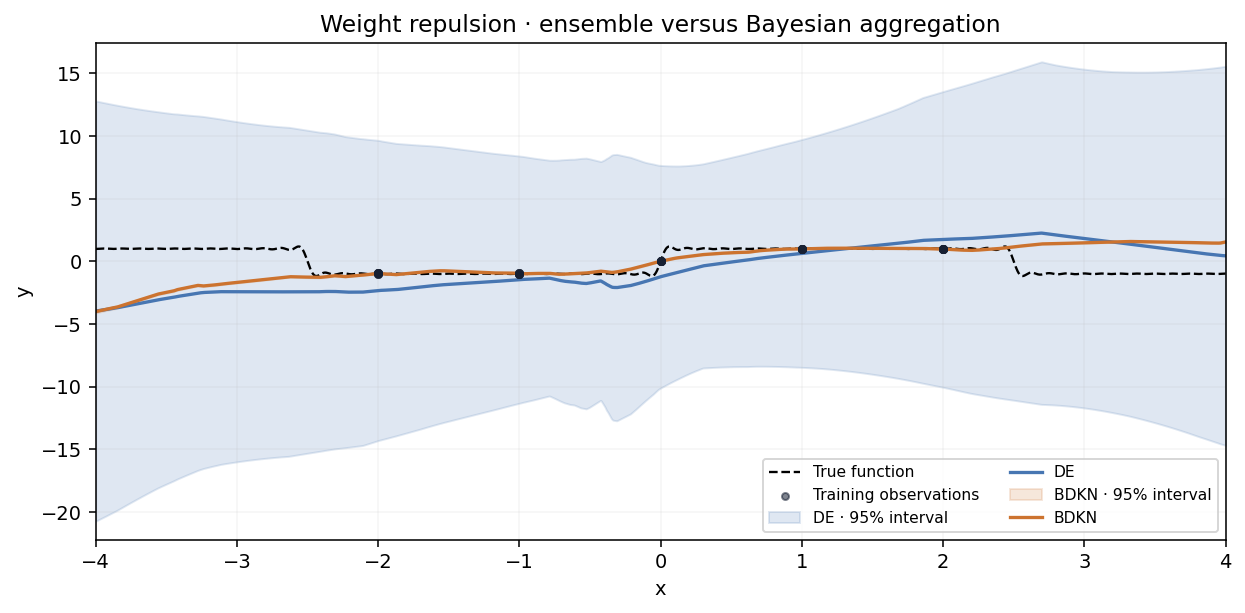 Weight repulsion · ensemble versus Bayesian aggregation
y
15
10
5
0
−5
−10
−15
−20
−4
−3
−2
−1
0
1
2
3
4
x
True function
Training observations
DE · 95% interval
DE
BDKN · 95% interval
BDKN